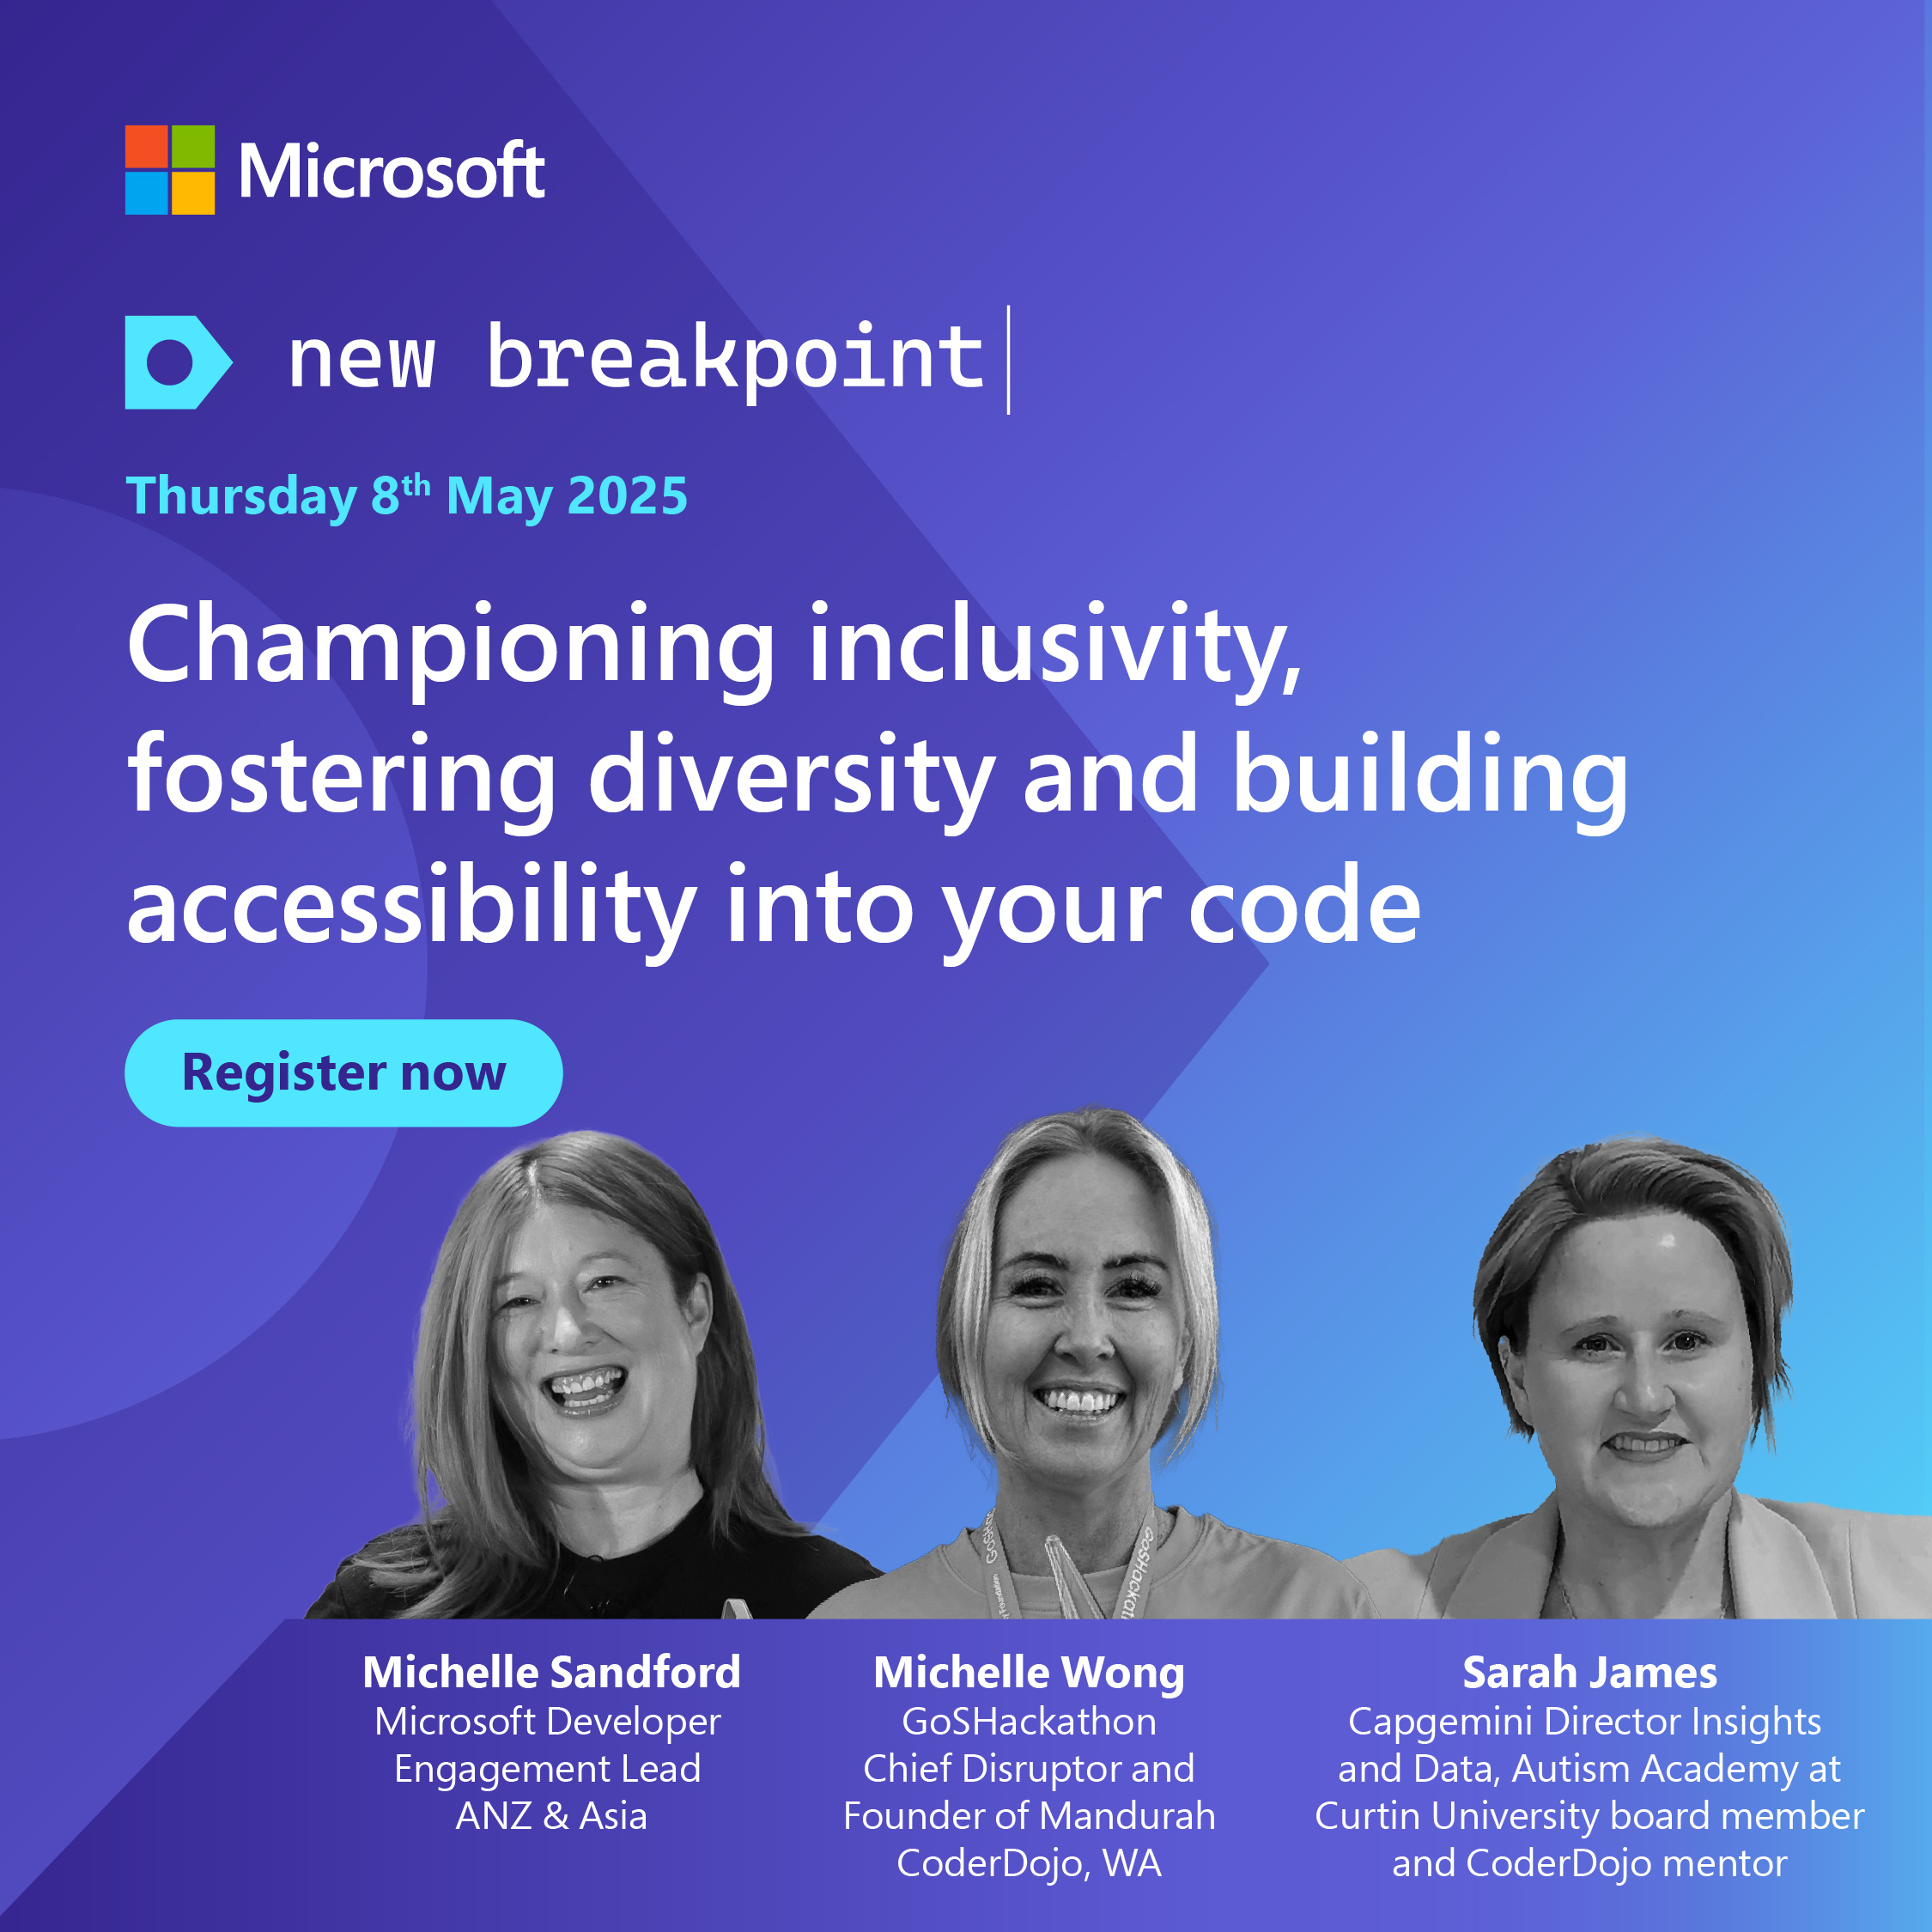 Microsoft
new breakpoint
Thursday 8th May 2025
Championing inclusivity,
fostering diversity and building
accessibility into your code
Register now
GoSHackat
Michelle Sandford
Microsoft Developer
Engagement Lead
ANZ & Asia
Michelle Wong
GoSHackathon
Chief Disruptor and
Founder of Mandurah
CoderDojo, WA
Sarah James
Capgemini Director Insights
and Data, Autism Academy at
Curtin University board member
and CoderDojo mentor